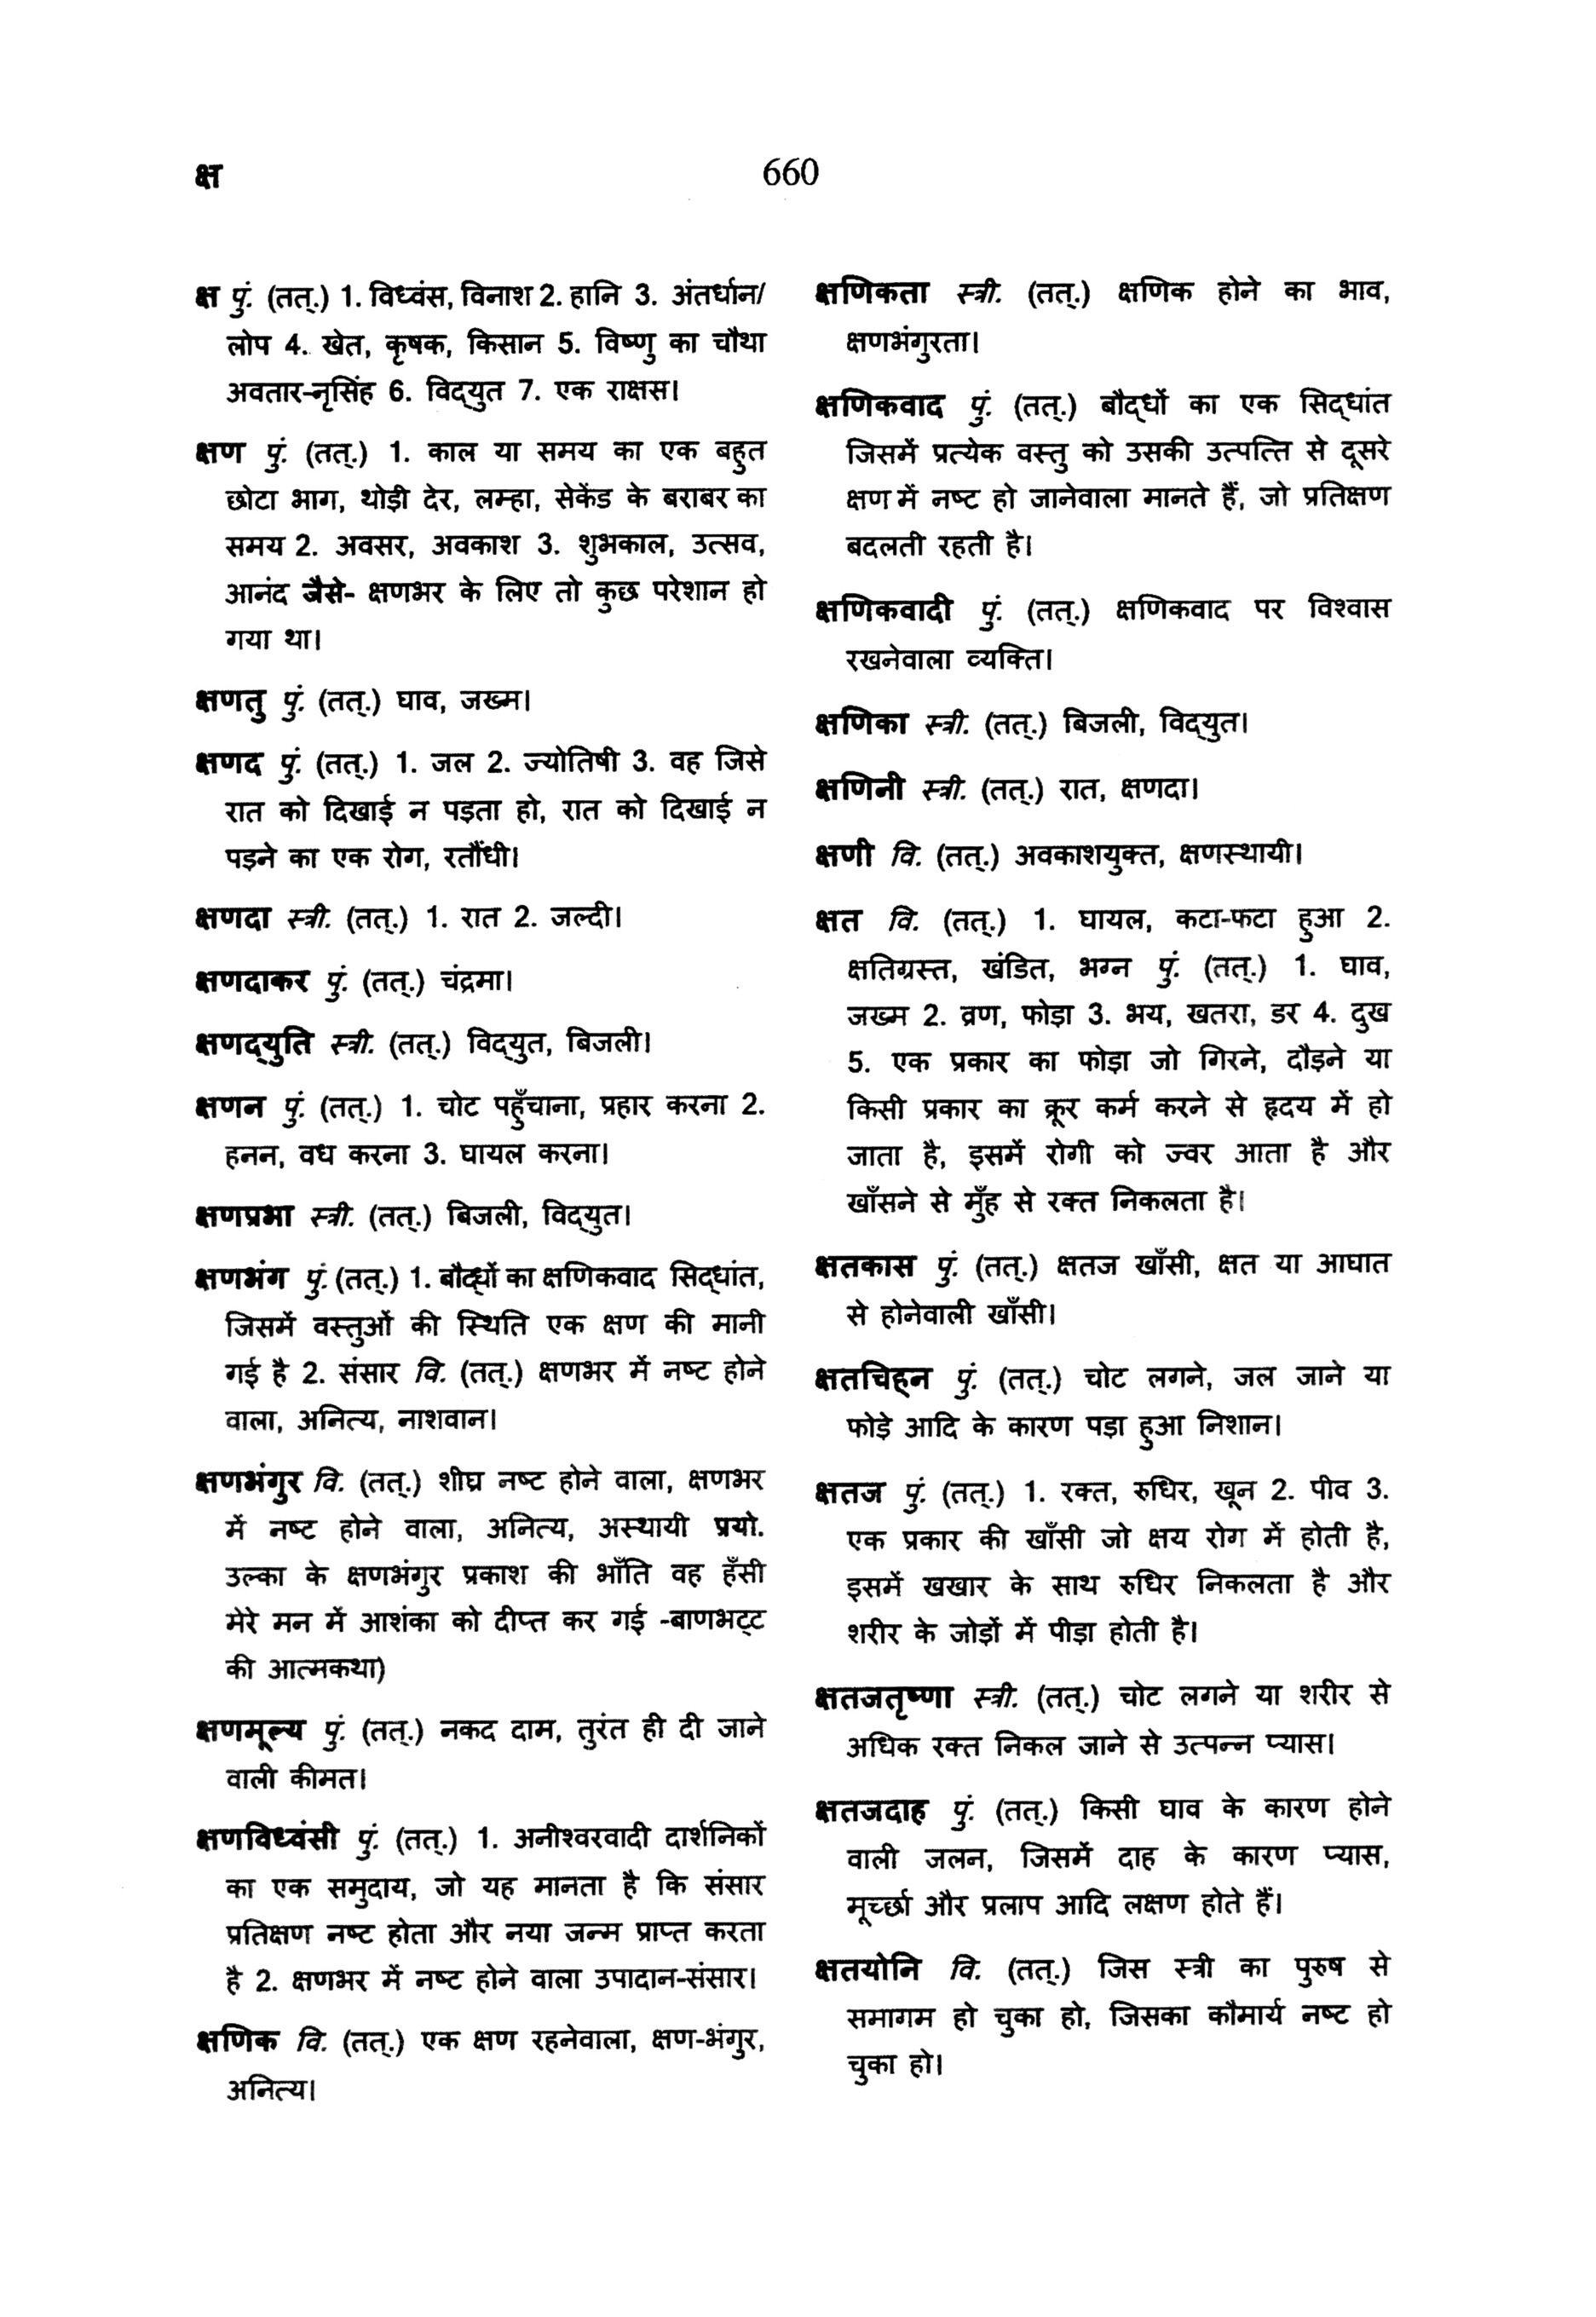 क्ष
660
क्ष पुं. (तत्.) 1. विध्वंस, विनाश 2. हानि 3. अंतर्धान/
लोप 4. खेत, कृषक, किसान 5. विष्णु का चौथा
अवतार-नृसिंह 6. विद्युत 7. एक राक्षस।
क्षण पुं. (तत्.) 1. काल या समय का एक बहुत
छोटा भाग, थोड़ी देर, लम्हा, सेकेंड के बराबर का
समय 2. अवसर, अवकाश 3. शुभकाल, उत्सव,
आनंद जैसे- क्षणभर के लिए तो कुछ परेशान हो
गया था।
क्षणतु पुं. (तत्.) घाव, जख्म।
क्षणद पुं. (तत्.) 1. जल 2. ज्योतिषी 3. वह जिसे
रात को दिखाई न पड़ता हो, रात को दिखाई न
पड़ने का एक रोग, रतौंधी।
क्षणदा स्त्री. (तत्.) 1. रात 2. जल्दी।
क्षणदाकर पुं. (तत्.) चंद्रमा।
क्षणद्युति स्त्री. (तत्.) विद्युत, बिजली।
क्षणन पुं. (तत्.) 1. चोट पहुँचाना, प्रहार करना 2.
हनन, वध करना 3. घायल करना।
क्षणप्रभा स्त्री. (तत्.) बिजली, विद्युत।
क्षणभंग पुं. (तत्.) 1. बौद्धों का क्षणिकवाद सिद्धांत,
जिसमें वस्तुओं की स्थिति एक क्षण की मानी
गई है 2. संसार वि. (तत्.) क्षणभर में नष्ट होने
वाला, अनित्य, नाशवान।
क्षणभंगुर वि. (तत्.) शीघ्र नष्ट होने वाला, क्षणभर
में नष्ट होने वाला, अनित्य, अस्थायी प्रयो.
उल्का के क्षणभंगुर प्रकाश की भाँति वह हँसी
मेरे मन में आशंका को दीप्त कर गई -बाणभट्ट
की आत्मकथा)
क्षणमूल्य पुं. (तत्.) नकद दाम, तुरंत ही दी जाने
वाली कीमत।
क्षणविध्वंसी पुं. (तत्.) 1. अनीश्वरवादी दार्शनिकों
का एक समुदाय, जो यह मानता है कि संसार
प्रतिक्षण नष्ट होता और नया जन्म प्राप्त करता
है 2. क्षणभर में नष्ट होने वाला उपादान-संसार।
क्षणिक वि. (तत्.) एक क्षण रहनेवाला, क्षण-भंगुर,
अनित्य।
क्षणिकता स्त्री. (तत्.) क्षणिक होने का भाव,
क्षणभंगुरता।
क्षणिकवाद पुं. (तत्.) बौद्धों का एक सिद्धांत
जिसमें प्रत्येक वस्तु को उसकी उत्पत्ति से दूसरे
क्षण में नष्ट हो जानेवाला मानते हैं, जो प्रतिक्षण
बदलती रहती है।
क्षणिकवादी पुं. (तत्.) क्षणिकवाद पर विश्वास
रखनेवाला व्यक्ति।
क्षणिका स्त्री. (तत्.) बिजली, विद्युत।
क्षणिनी स्त्री. (तत्.) रात, क्षणदा।
क्षणी वि. (तत्.) अवकाशयुक्त, क्षणस्थायी।
क्षत वि. (तत्.) 1. घायल, कटा-फटा हुआ 2.
क्षतिग्रस्त, खंडित, भग्न पुं. (तत्.) 1. घाव,
जख्म 2. व्रण, फोड़ा 3. भय, खतरा, डर 4. दुख
5. एक प्रकार का फोड़ा जो गिरने, दौड़ने या
किसी प्रकार का क्रूर कर्म करने से हृदय में हो
जाता है, इसमें रोगी को ज्वर आता है और
खाँसने से मुँह से रक्त निकलता है।
क्षतकास पुं. (तत्.) क्षतज खाँसी, क्षत या आघात
से होनेवाली खाँसी।
क्षतचिह्न पुं. (तत्.) चोट लगने, जल जाने या
फोड़े आदि के कारण पड़ा हुआ निशान।
क्षतज पुं. (तत्.) 1. रक्त, रुधिर, खून 2. पीव 3.
एक प्रकार की खाँसी जो क्षय रोग में होती है,
इसमें खखार के साथ रुधिर निकलता है और
शरीर के जोड़ों में पीड़ा होती है।
क्षतजतृष्णा स्त्री. (तत्.) चोट लगने या शरीर से
अधिक रक्त निकल जाने से उत्पन्न प्यास।
क्षतजदाह पुं. (तत्.) किसी घाव के कारण होने
वाली जलन, जिसमें दाह के कारण प्यास,
मूर्च्छा और प्रलाप आदि लक्षण होते हैं।
क्षतयोनि वि. (तत्.) जिस स्त्री का पुरुष से
समागम हो चुका हो, जिसका कौमार्य नष्ट हो
चुका हो।